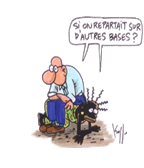 SI ON REPARTAIT SUR
D'AUTRES BASES ?